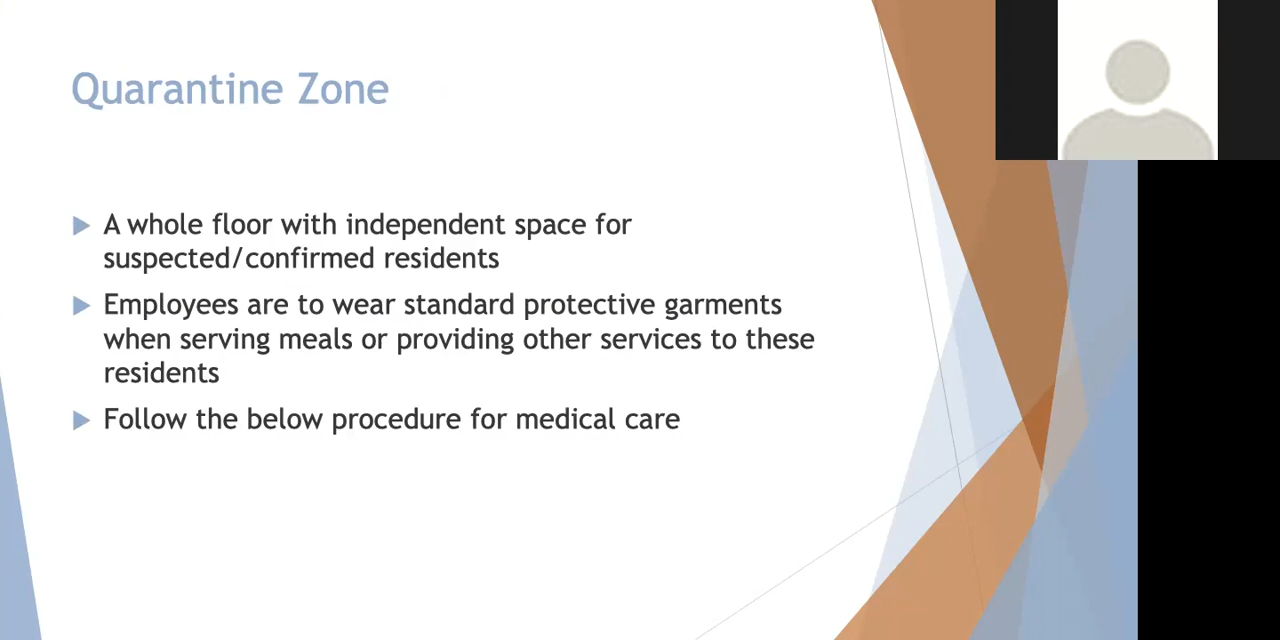 Quarantine Zone
A whole floor with independent space for
suspected/confirmed residents
Employees are to wear standard protective garments
when serving meals or providing other services to these
residents
Follow the below procedure for medical care